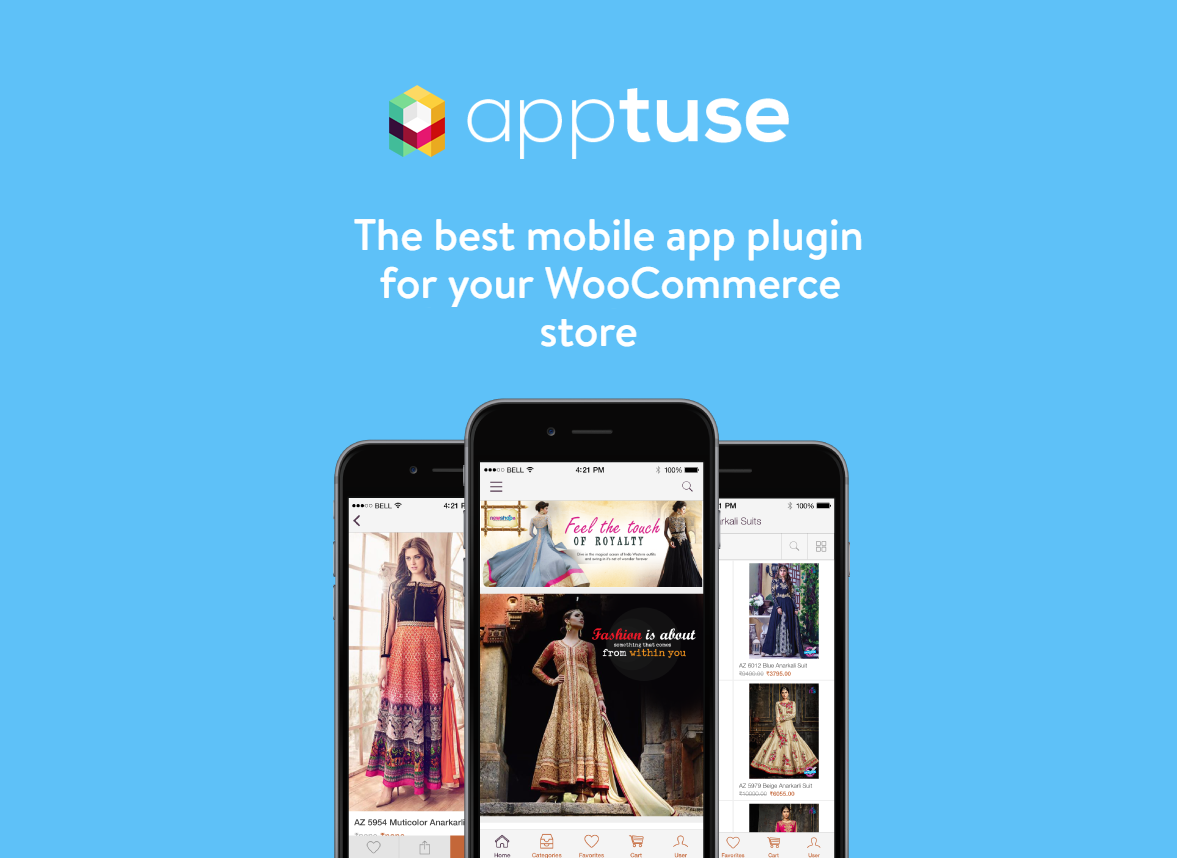 apptuse
The best mobile app plugin
for your WooCommerce
store
BELL
4:21 PM
100%
Feel the touch
OF ROYALTY
Fashion is about
something that comes
from within you
Home
Categories
Favorites
Cart
User
BELL
4:21 P
AZ 5954 Muticolor Anarkarli
1 PM
100%
rkali Suits
AZ 6012 Blue Anarkali Suit
₹3795.00
AZ 5979 Beige Anarkali Suit
₹6055.00
Favorites
Cart
User